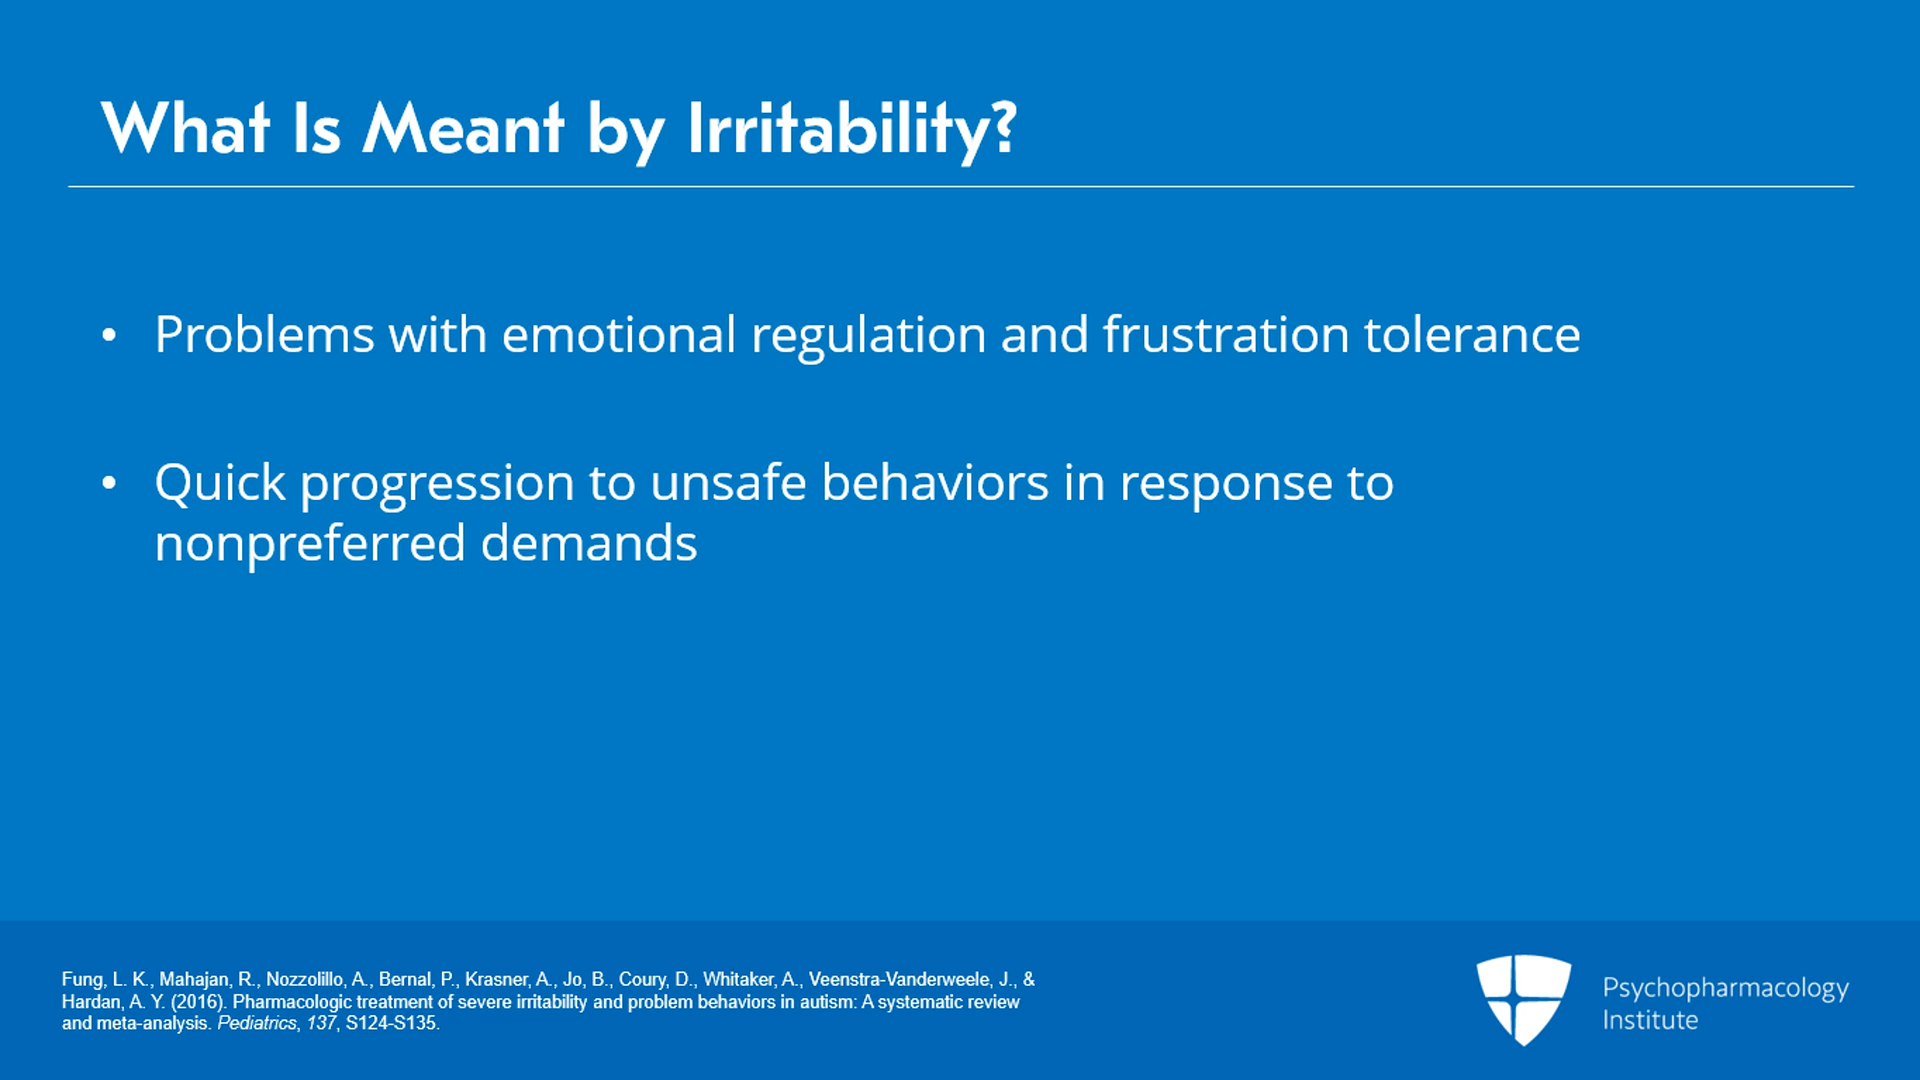 What Is Meant by Irritability?
• Problems with emotional regulation and frustration tolerance
• Quick progression to unsafe behaviors in response to
nonpreferred demands
Fung, L. K., Mahajan, R., Nozzolillo, A., Bernal, P., Krasner, A., Jo, B., Coury, D., Whitaker, A., Veenstra-Vanderweele, J., &
Hardan, A. Y. (2016). Pharmacologic treatment of severe irritability and problem behaviors in autism: A systematic review
and meta-analysis. Pediatrics, 137, S124-S135.
Psychopharmacology
Institute